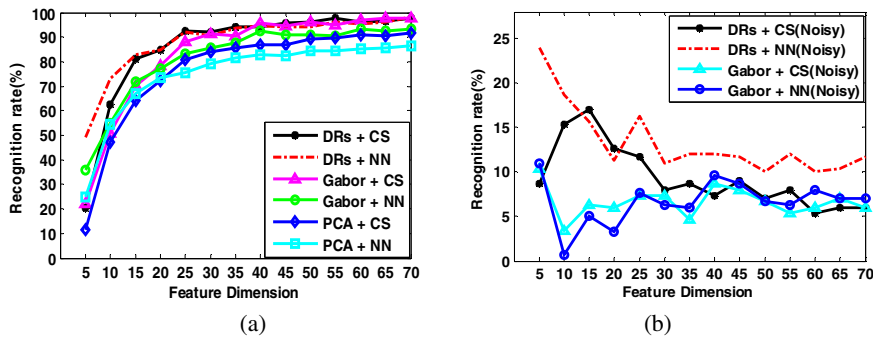 100
90
80
70
60
50
40
30
20
10
0
Recognition rate(%)
DRs + CS
DRs + NN
Gabor + CS
Gabor + NN
PCA + CS
PCA + NN
5 10 15 20 25 30 35 40 45 50 55 60 65 70
Feature Dimension
(a)
25
20
15
10
5
0
Recognition rate(%)
DRs + CS(Noisy)
DRs + NN(Noisy)
Gabor + CS(Noisy)
Gabor + NN(Noisy)
5 10 15 20 25 30 35 40 45 50 55 60 65 70
Feature Dimension
(b)